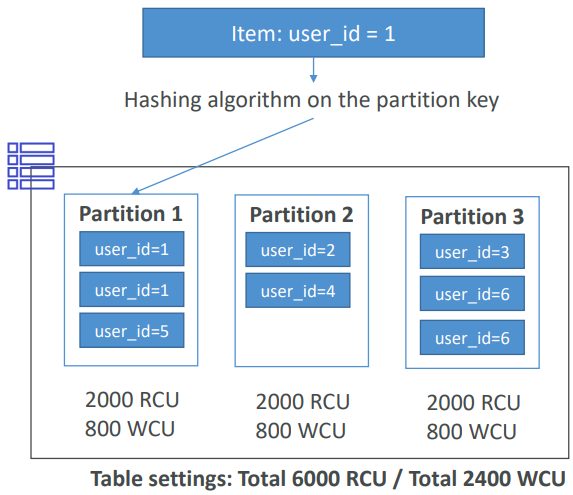 Item: user_id = 1
Hashing algorithm on the partition key
Partition 1
user_id=1
user_id=1
user_id=5
2000 RCU
800 WCU
Partition 2
user_id=2
user_id=4
2000 RCU
800 WCU
Partition 3
user_id=3
user_id=6
user_id=6
2000 RCU
800 WCU
Table settings: Total 6000 RCU / Total 2400 WCU